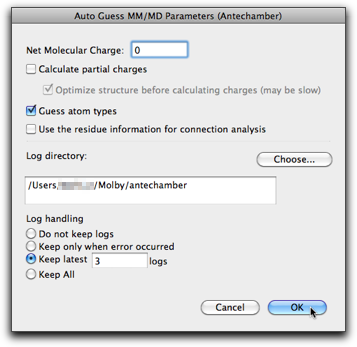 Auto Guess MM/MD Parameters (Antechamber)
Net Molecular Charge: 0
Calculate partial charges
Optimize structure before calculating charges (may be slow)
Guess atom types
Use the residue information for connection analysis
Log directory:
Choose...
/Users/ /Molby/antechamber
Log handling
Do not keep logs
Keep only when error occurred
Keep latest 3 logs
Keep All
Cancel OK